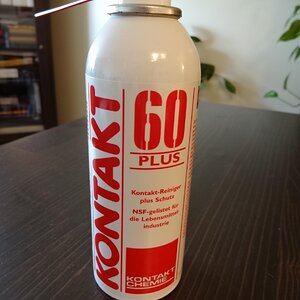 KONTAKT
60
PLUS
Kontakt-Reiniger
plus Schutz
NSF-gelistet für
die Lebensmittel-
industrie
KONTAKT
CHEMIE